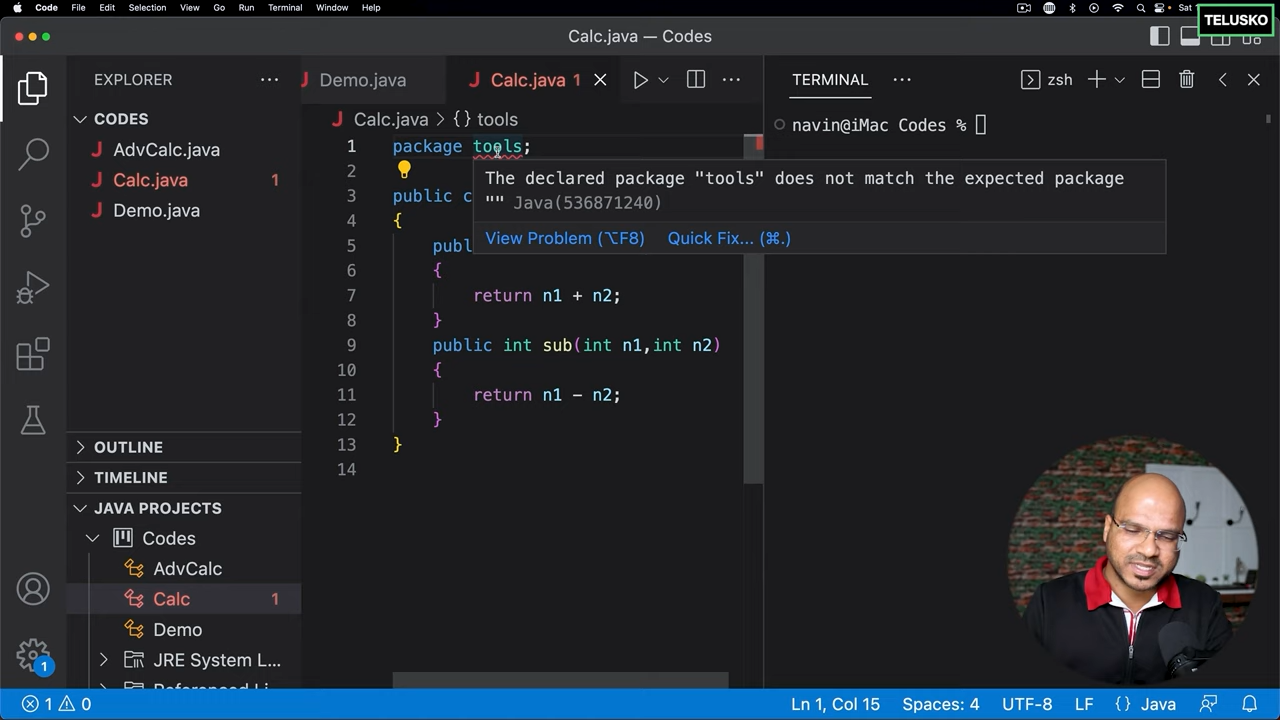 Code File Edit Selection View Go Run Terminal Window Help
Sat
TELUSKO
Calc.java — Codes
EXPLORER
Demo.java
Calc.java 1
TERMINAL
zsh
CODES
AdvCalc.java
Calc.java 1
Demo.java
Calc.java > {} tools
navin@iMac Codes %
1 package tools;
2
3 public c
4 {
5 publ
6 {
7 return n1 + n2;
8 }
9 public int sub(int n1,int n2)
10 {
11 return n1 - n2;
12 }
13 }
14
The declared package "tools" does not match the expected package
"" Java(536871240)
View Problem (⌥F8) Quick Fix... (⌘.)
OUTLINE
TIMELINE
JAVA PROJECTS
Codes
AdvCalc
Calc 1
Demo
JRE System L...
1
1 0
Ln 1, Col 15 Spaces: 4 UTF-8 LF {} Java